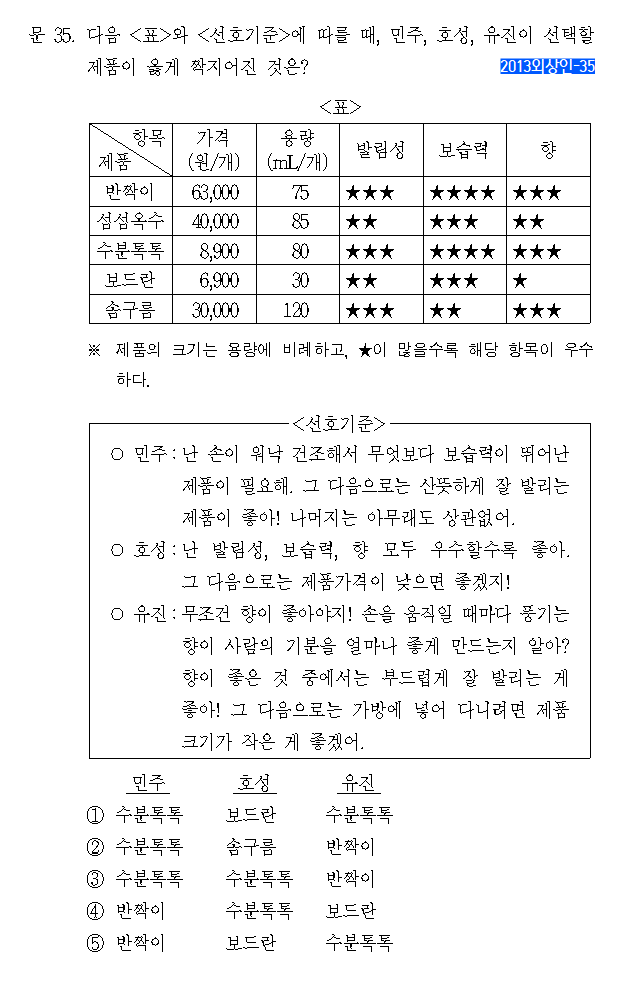 문 35. 다음 <표>와 <선호기준>에 따를 때, 민주, 호성, 유진이 선택할
제품이 옳게 짝지어진 것은?
2013외상인-35
<표>
항목 제품 가격 (원/개) 용량 (mL/개) 발림성 보습력 향
반짝이 63,000 75 ★★★ ★★★★ ★★★
섬섬옥수 40,000 85 ★★ ★★★ ★★
수분톡톡 8,900 80 ★★★ ★★★★ ★★★
보드란 6,900 30 ★★ ★★★ ★
솜구름 30,000 120 ★★★ ★★ ★★★
※ 제품의 크기는 용량에 비례하고, ★이 많을수록 해당 항목이 우수
하다.
<선호기준>
○ 민주 : 난 손이 워낙 건조해서 무엇보다 보습력이 뛰어난
제품이 필요해. 그 다음으로는 산뜻하게 잘 발리는
제품이 좋아! 나머지는 아무래도 상관없어.
○ 호성 : 난 발림성, 보습력, 향 모두 우수할수록 좋아.
그 다음으로는 제품가격이 낮으면 좋겠지!
○ 유진 : 무조건 향이 좋아야지! 손을 움직일 때마다 풍기는
향이 사람의 기분을 얼마나 좋게 만드는지 알아?
향이 좋은 것 중에서는 부드럽게 잘 발리는 게
좋아! 그 다음으로는 가방에 넣어 다니려면 제품
크기가 작은 게 좋겠어.
민주 호성 유진
① 수분톡톡 보드란 수분톡톡
② 수분톡톡 솜구름 반짝이
③ 수분톡톡 수분톡톡 반짝이
④ 반짝이 수분톡톡 보드란
⑤ 반짝이 보드란 수분톡톡